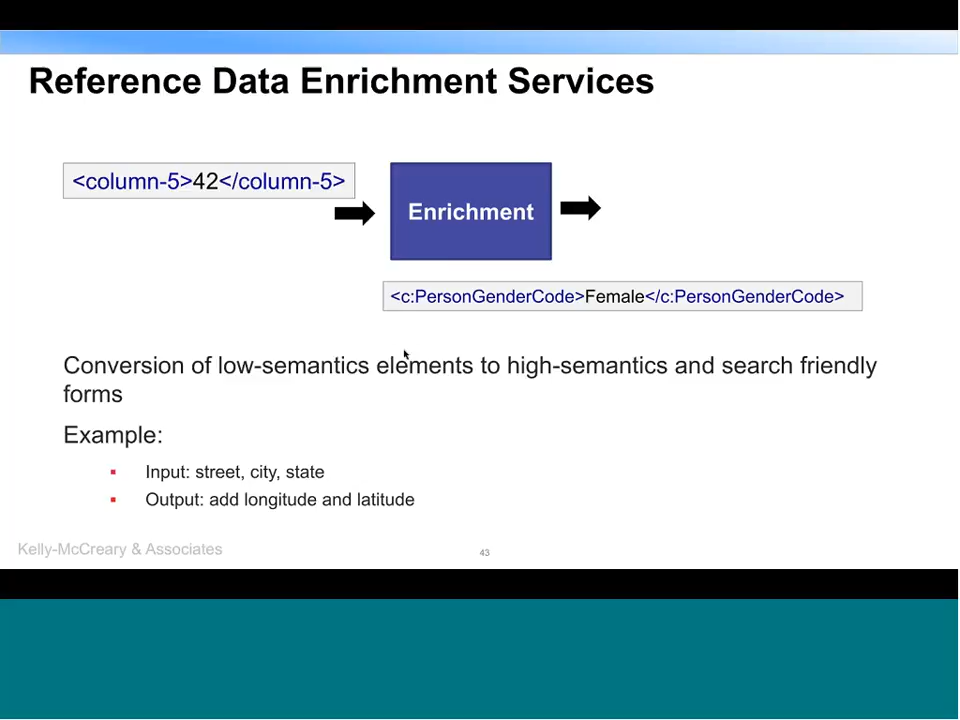 Reference Data Enrichment Services
<column-5>42</column-5>
Enrichment
<c:PersonGenderCode>Female</c:PersonGenderCode>
Conversion of low-semantics elements to high-semantics and search friendly
forms
Example:
▪ Input: street, city, state
▪ Output: add longitude and latitude
Kelly-McCreary & Associates
43